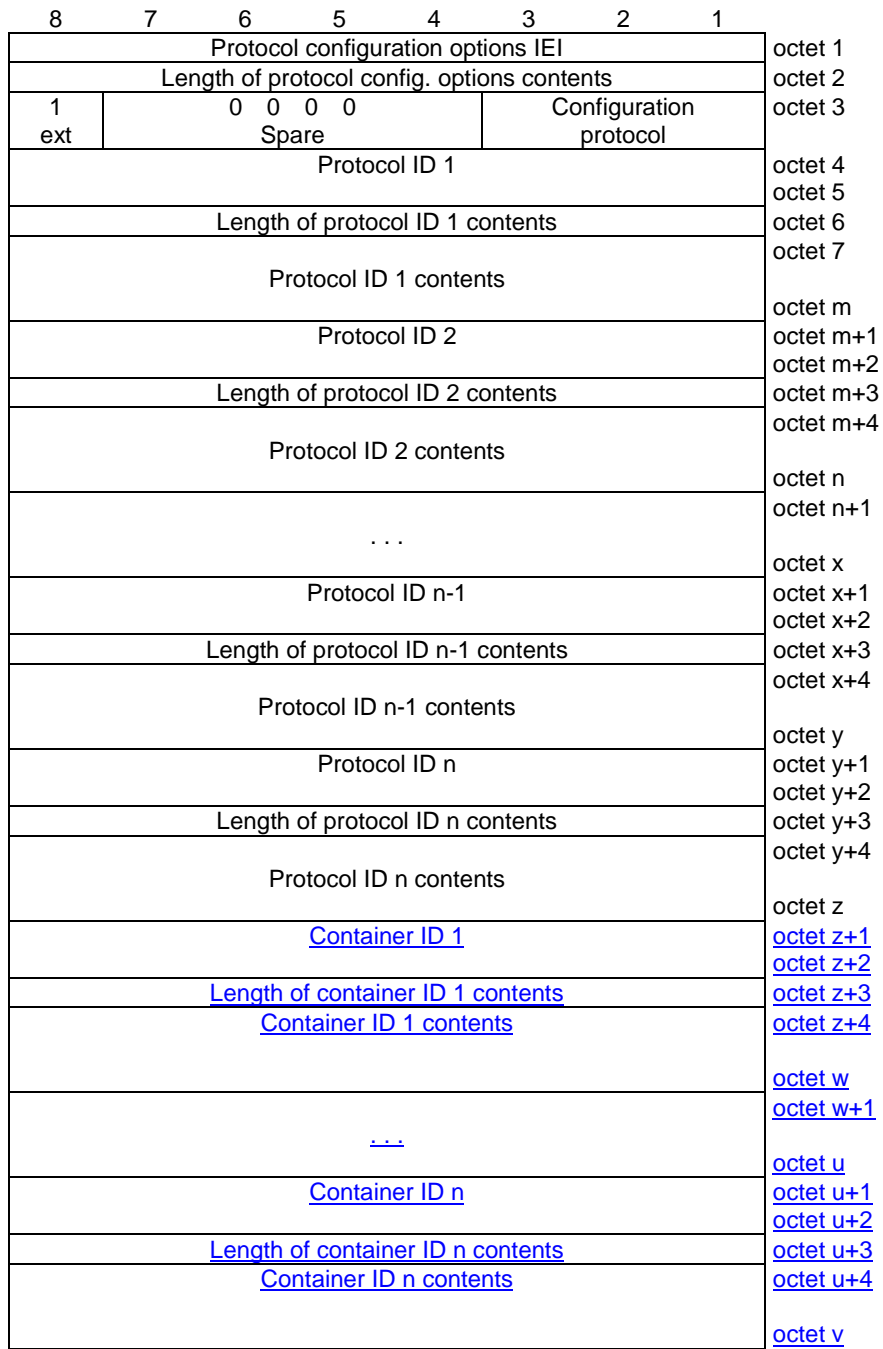 8 7 6 5 4 3 2 1
Protocol configuration options IEI octet 1
Length of protocol config. options contents octet 2
1 0 0 0 0 Configuration octet 3
ext Spare protocol
Protocol ID 1 octet 4
octet 5
Length of protocol ID 1 contents octet 6
octet 7
Protocol ID 1 contents
octet m
Protocol ID 2 octet m+1
octet m+2
Length of protocol ID 2 contents octet m+3
octet m+4
Protocol ID 2 contents
octet n
octet n+1
. . .
octet x
Protocol ID n-1 octet x+1
octet x+2
Length of protocol ID n-1 contents octet x+3
octet x+4
Protocol ID n-1 contents
octet y
Protocol ID n octet y+1
octet y+2
Length of protocol ID n contents octet y+3
octet y+4
Protocol ID n contents
octet z
Container ID 1 octet z+1
octet z+2
Length of container ID 1 contents octet z+3
Container ID 1 contents octet z+4
octet w
octet w+1
. . .
octet u
Container ID n octet u+1
octet u+2
Length of container ID n contents octet u+3
Container ID n contents octet u+4
octet v